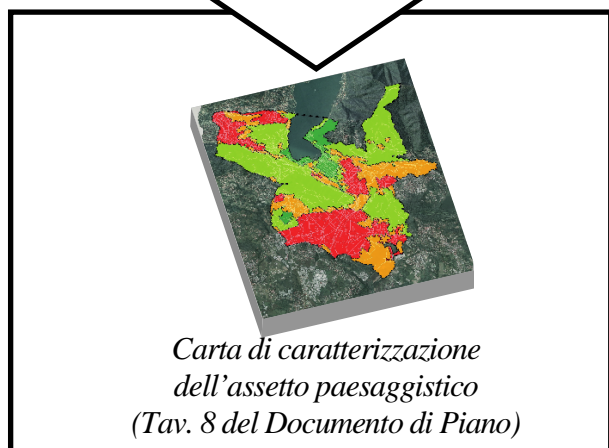 Carta di caratterizzazione
dell'assetto paesaggistico
(Tav. 8 del Documento di Piano)